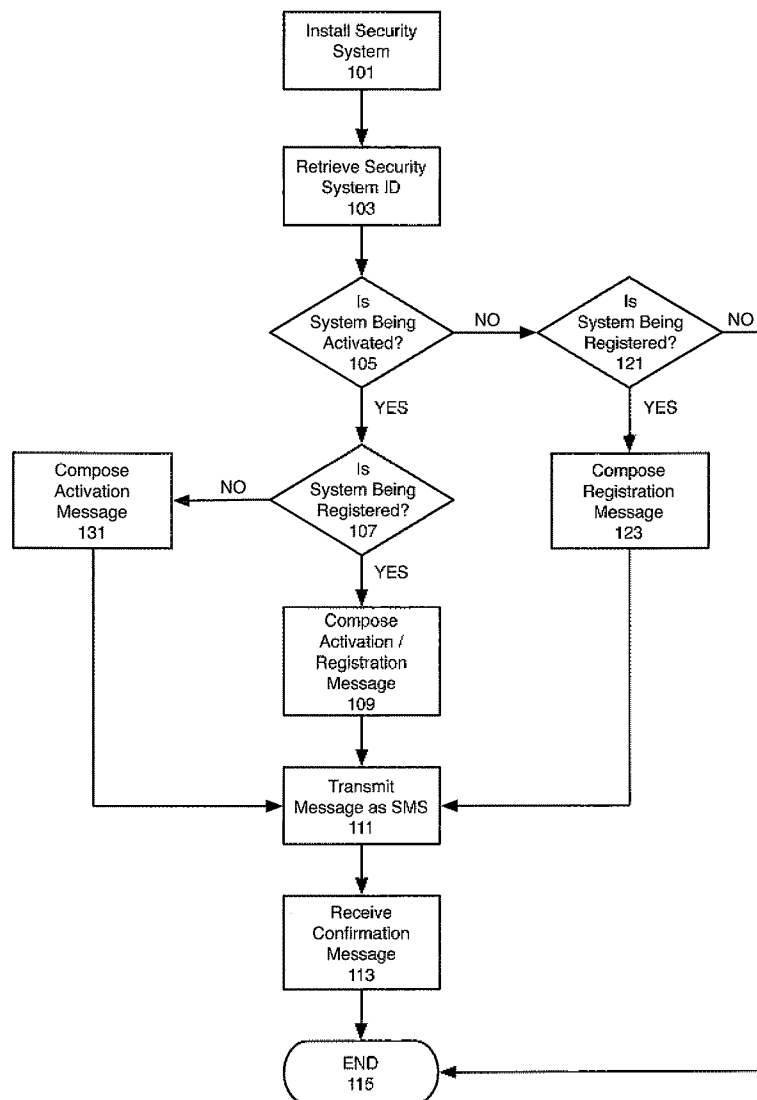 Install Security
System
101
Retrieve Security
System ID
103
Is
System Being
Activated?
105
NO
Is
System Being
Registered?
121
NO
YES
YES
Compose
Activation
Message
131
NO
Is
System Being
Registered?
107
Compose
Registration
Message
123
YES
Compose
Activation /
Registration
Message
109
Transmit
Message as SMS
111
Receive
Confirmation
Message
113
END
115